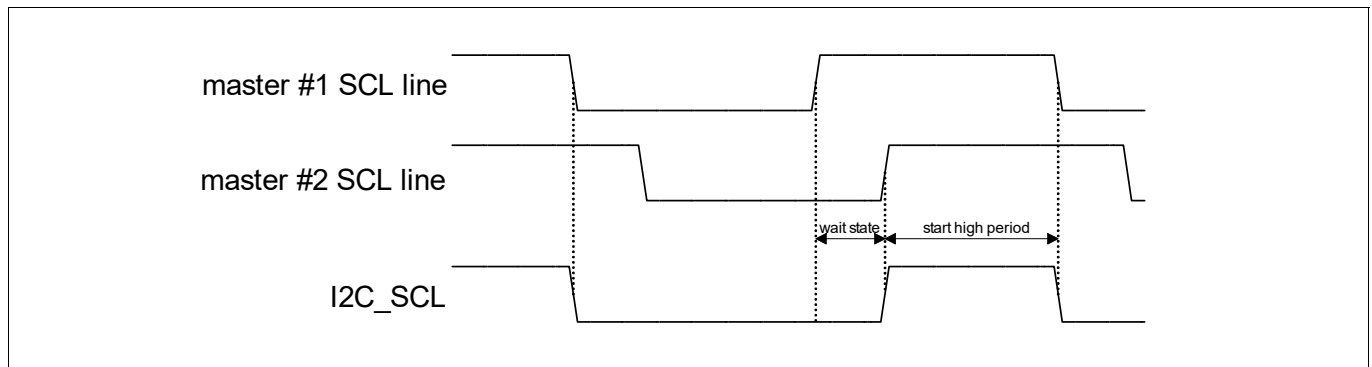 master #1 SCL line
master #2 SCL line
wait state
start high period
I2C_SCL